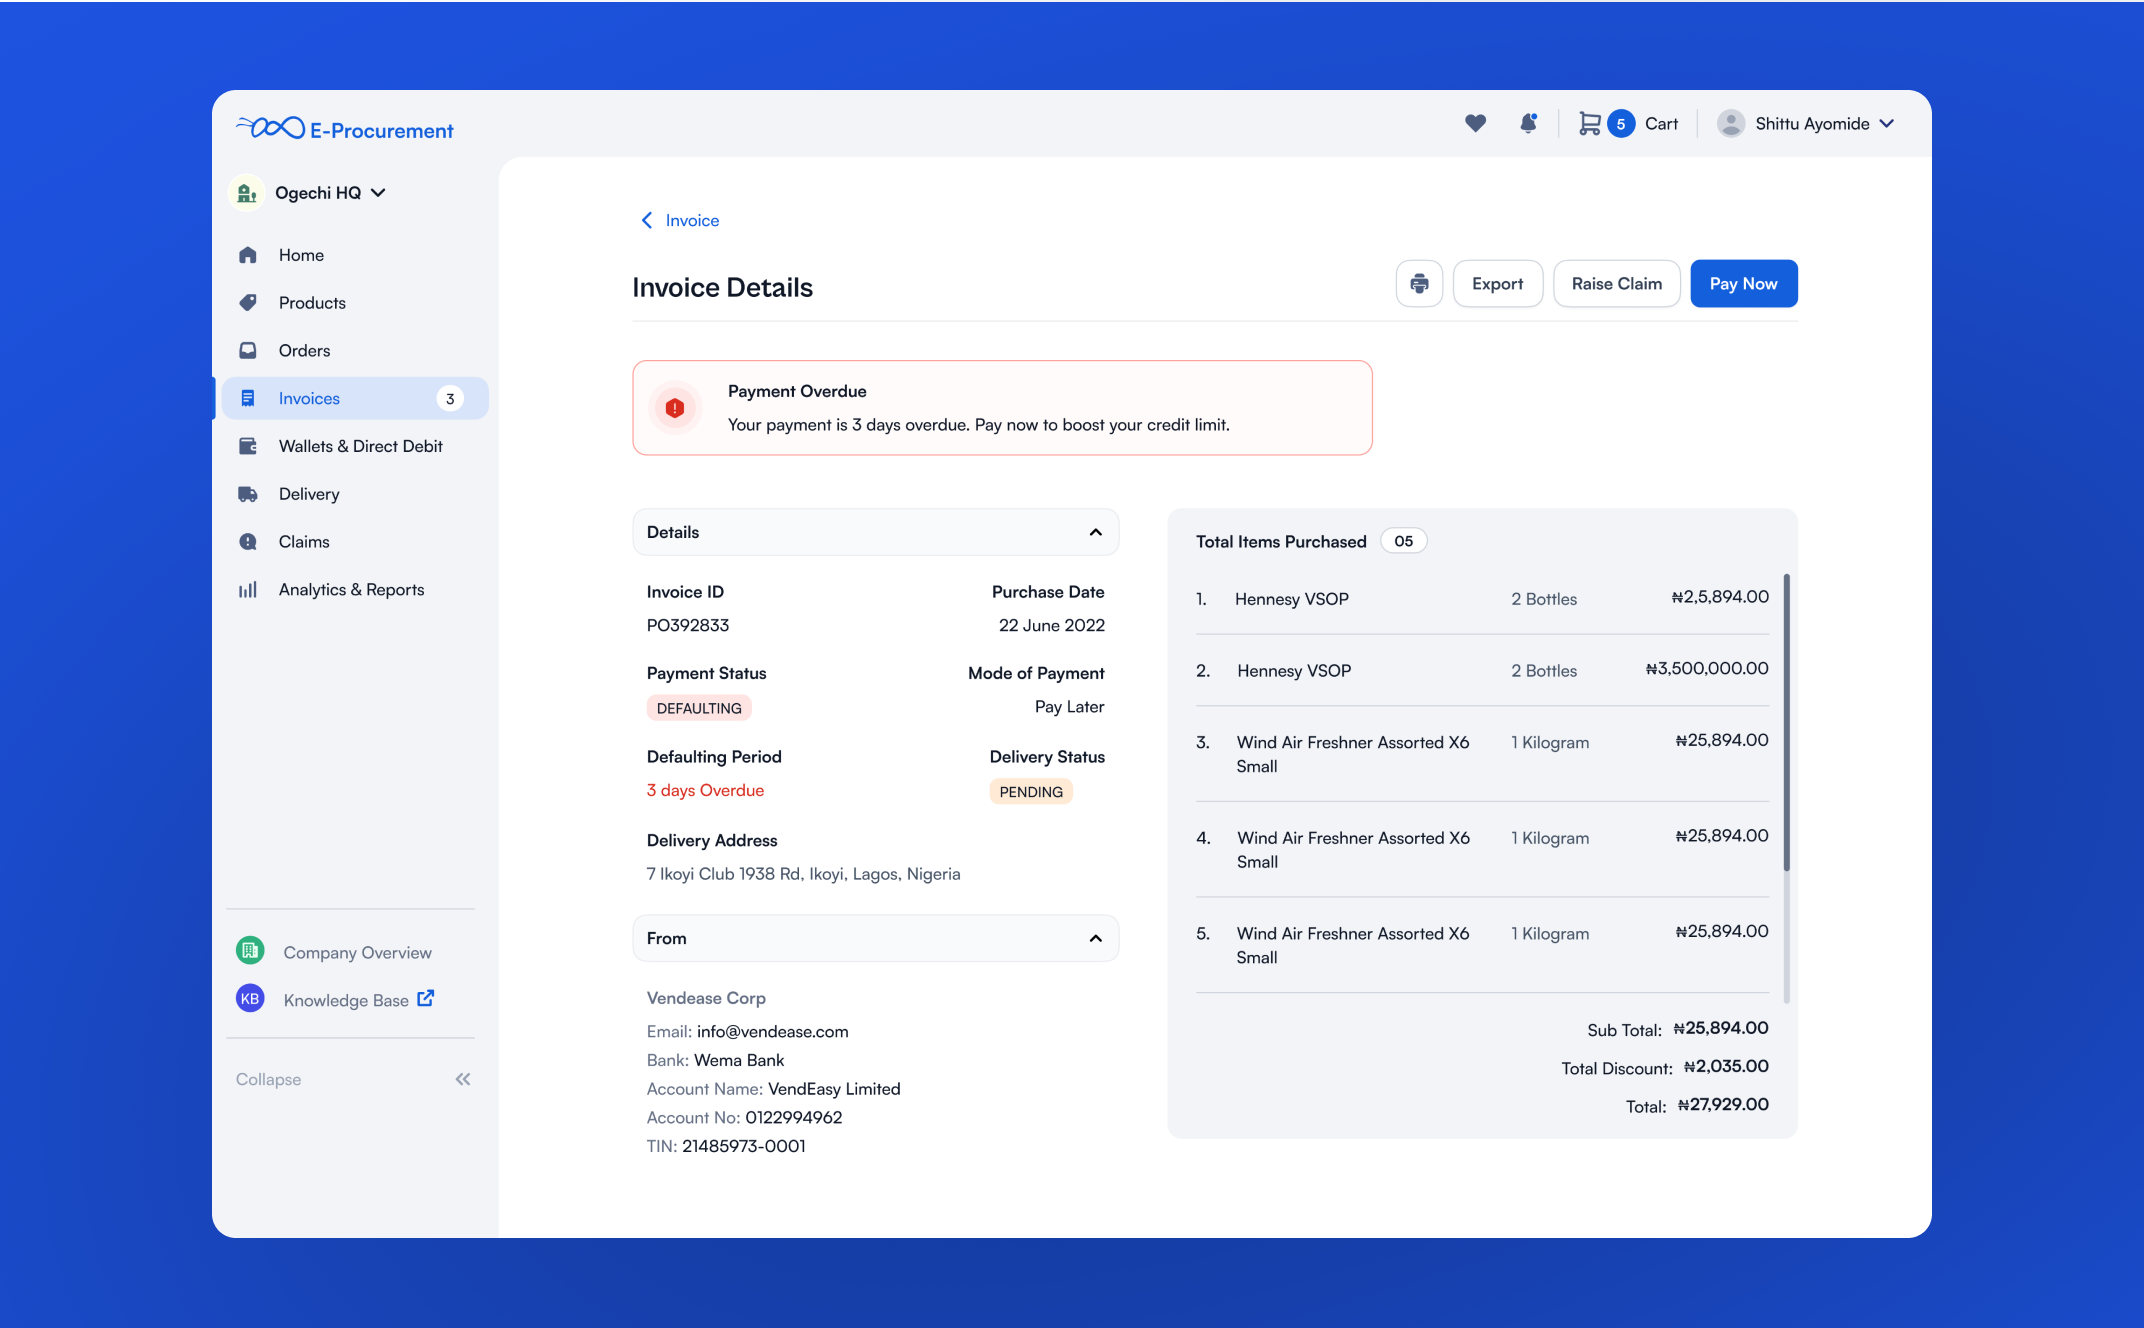 E-Procurement
5
Cart
Shittu Ayomide
Ogechi HQ
Home
Products
Orders
Invoices
3
Wallets & Direct Debit
Delivery
Claims
Analytics & Reports
Company Overview
KB
Knowledge Base
Collapse
Invoice
Invoice Details
Export
Raise Claim
Pay Now
Payment Overdue
Your payment is 3 days overdue. Pay now to boost your credit limit.
Details
Invoice ID
Purchase Date
PO392833
22 June 2022
Payment Status
Mode of Payment
DEFAULTING
Pay Later
Defaulting Period
Delivery Status
3 days Overdue
PENDING
Delivery Address
7 Ikoyi Club 1938 Rd, Ikoyi, Lagos, Nigeria
From
Vendease Corp
Email: info@vendease.com
Bank: Wema Bank
Account Name: VendEasy Limited
Account No: 0122994962
TIN: 21485973-0001
Total Items Purchased 05
1. Hennesy VSOP 2 Bottles ₦2,5,894.00
2. Hennesy VSOP 2 Bottles ₦3,500,000.00
3. Wind Air Freshner Assorted X6 1 Kilogram ₦25,894.00
Small
4. Wind Air Freshner Assorted X6 1 Kilogram ₦25,894.00
Small
5. Wind Air Freshner Assorted X6 1 Kilogram ₦25,894.00
Small
Sub Total: ₦25,894.00
Total Discount: ₦2,035.00
Total: ₦27,929.00